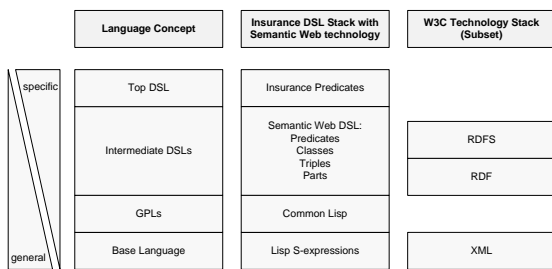 Language Concept
Insurance DSL Stack with
Semantic Web technology
W3C Technology Stack
(Subset)
specific
Top DSL
Insurance Predicates
Intermediate DSLs
Semantic Web DSL:
Predicates
Classes
Triples
Parts
RDFS
RDF
GPLs
Common Lisp
general
Base Language
Lisp S-expressions
XML